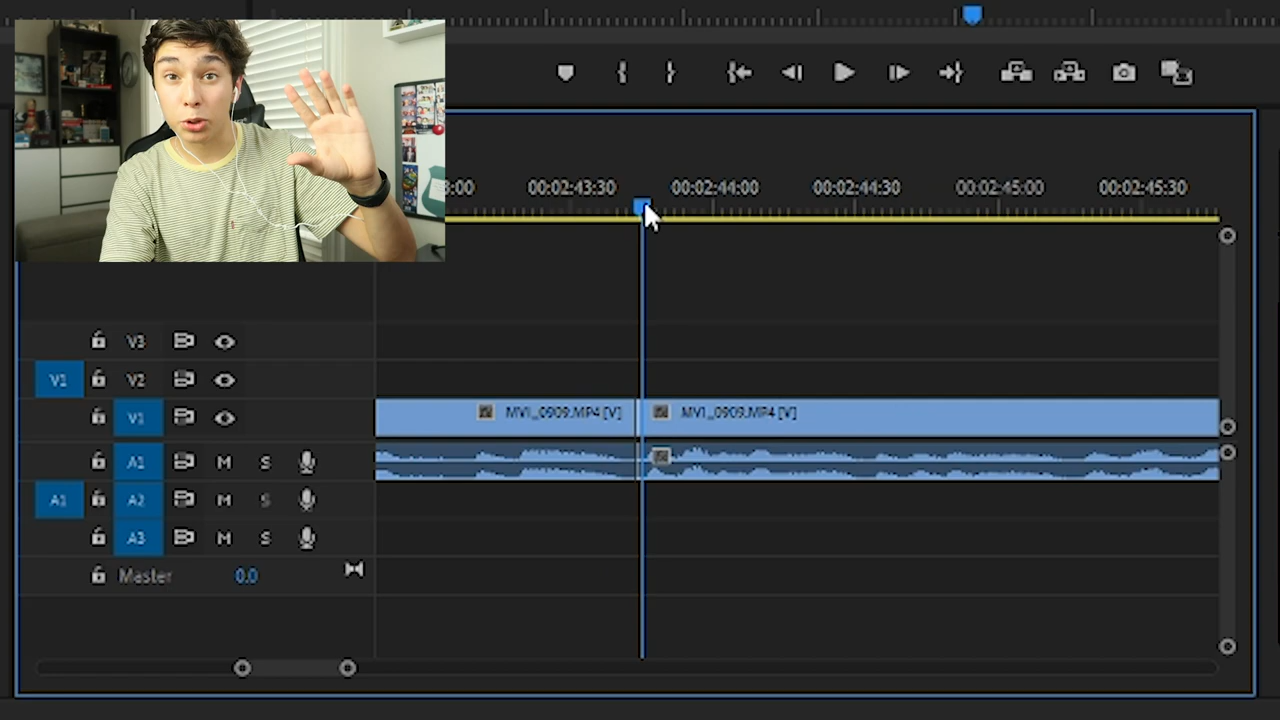 3:00 00:02:43:30 00:02:44:00 00:02:44:30 00:02:45:00 00:02:45:30
V3
V1 V2
V1 MVI_0909.MP4 [V] MVI_0909.MP4 [V]
A1 M S
A1 A2 M S
A3 M S
Master 0.0